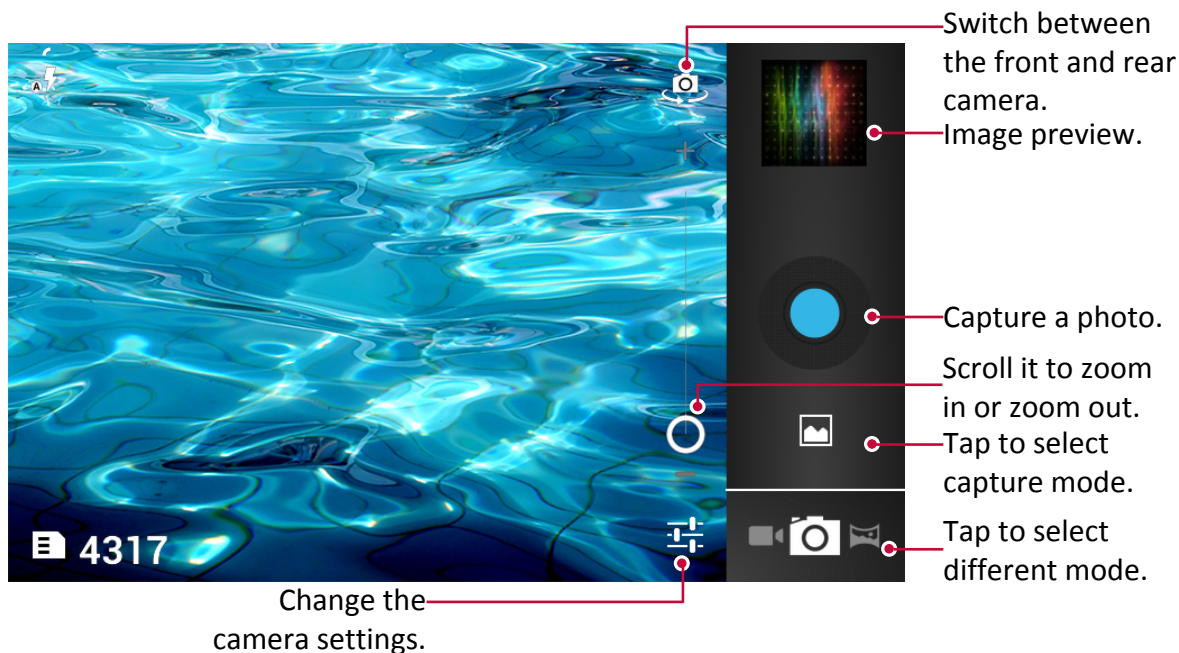 Switch between
the front and rear
camera.
Image preview.
A
Capture a photo.
Scroll it to zoom
in or zoom out.
Tap to select
capture mode.
4317
Tap to select
different mode.
Change the
camera settings.